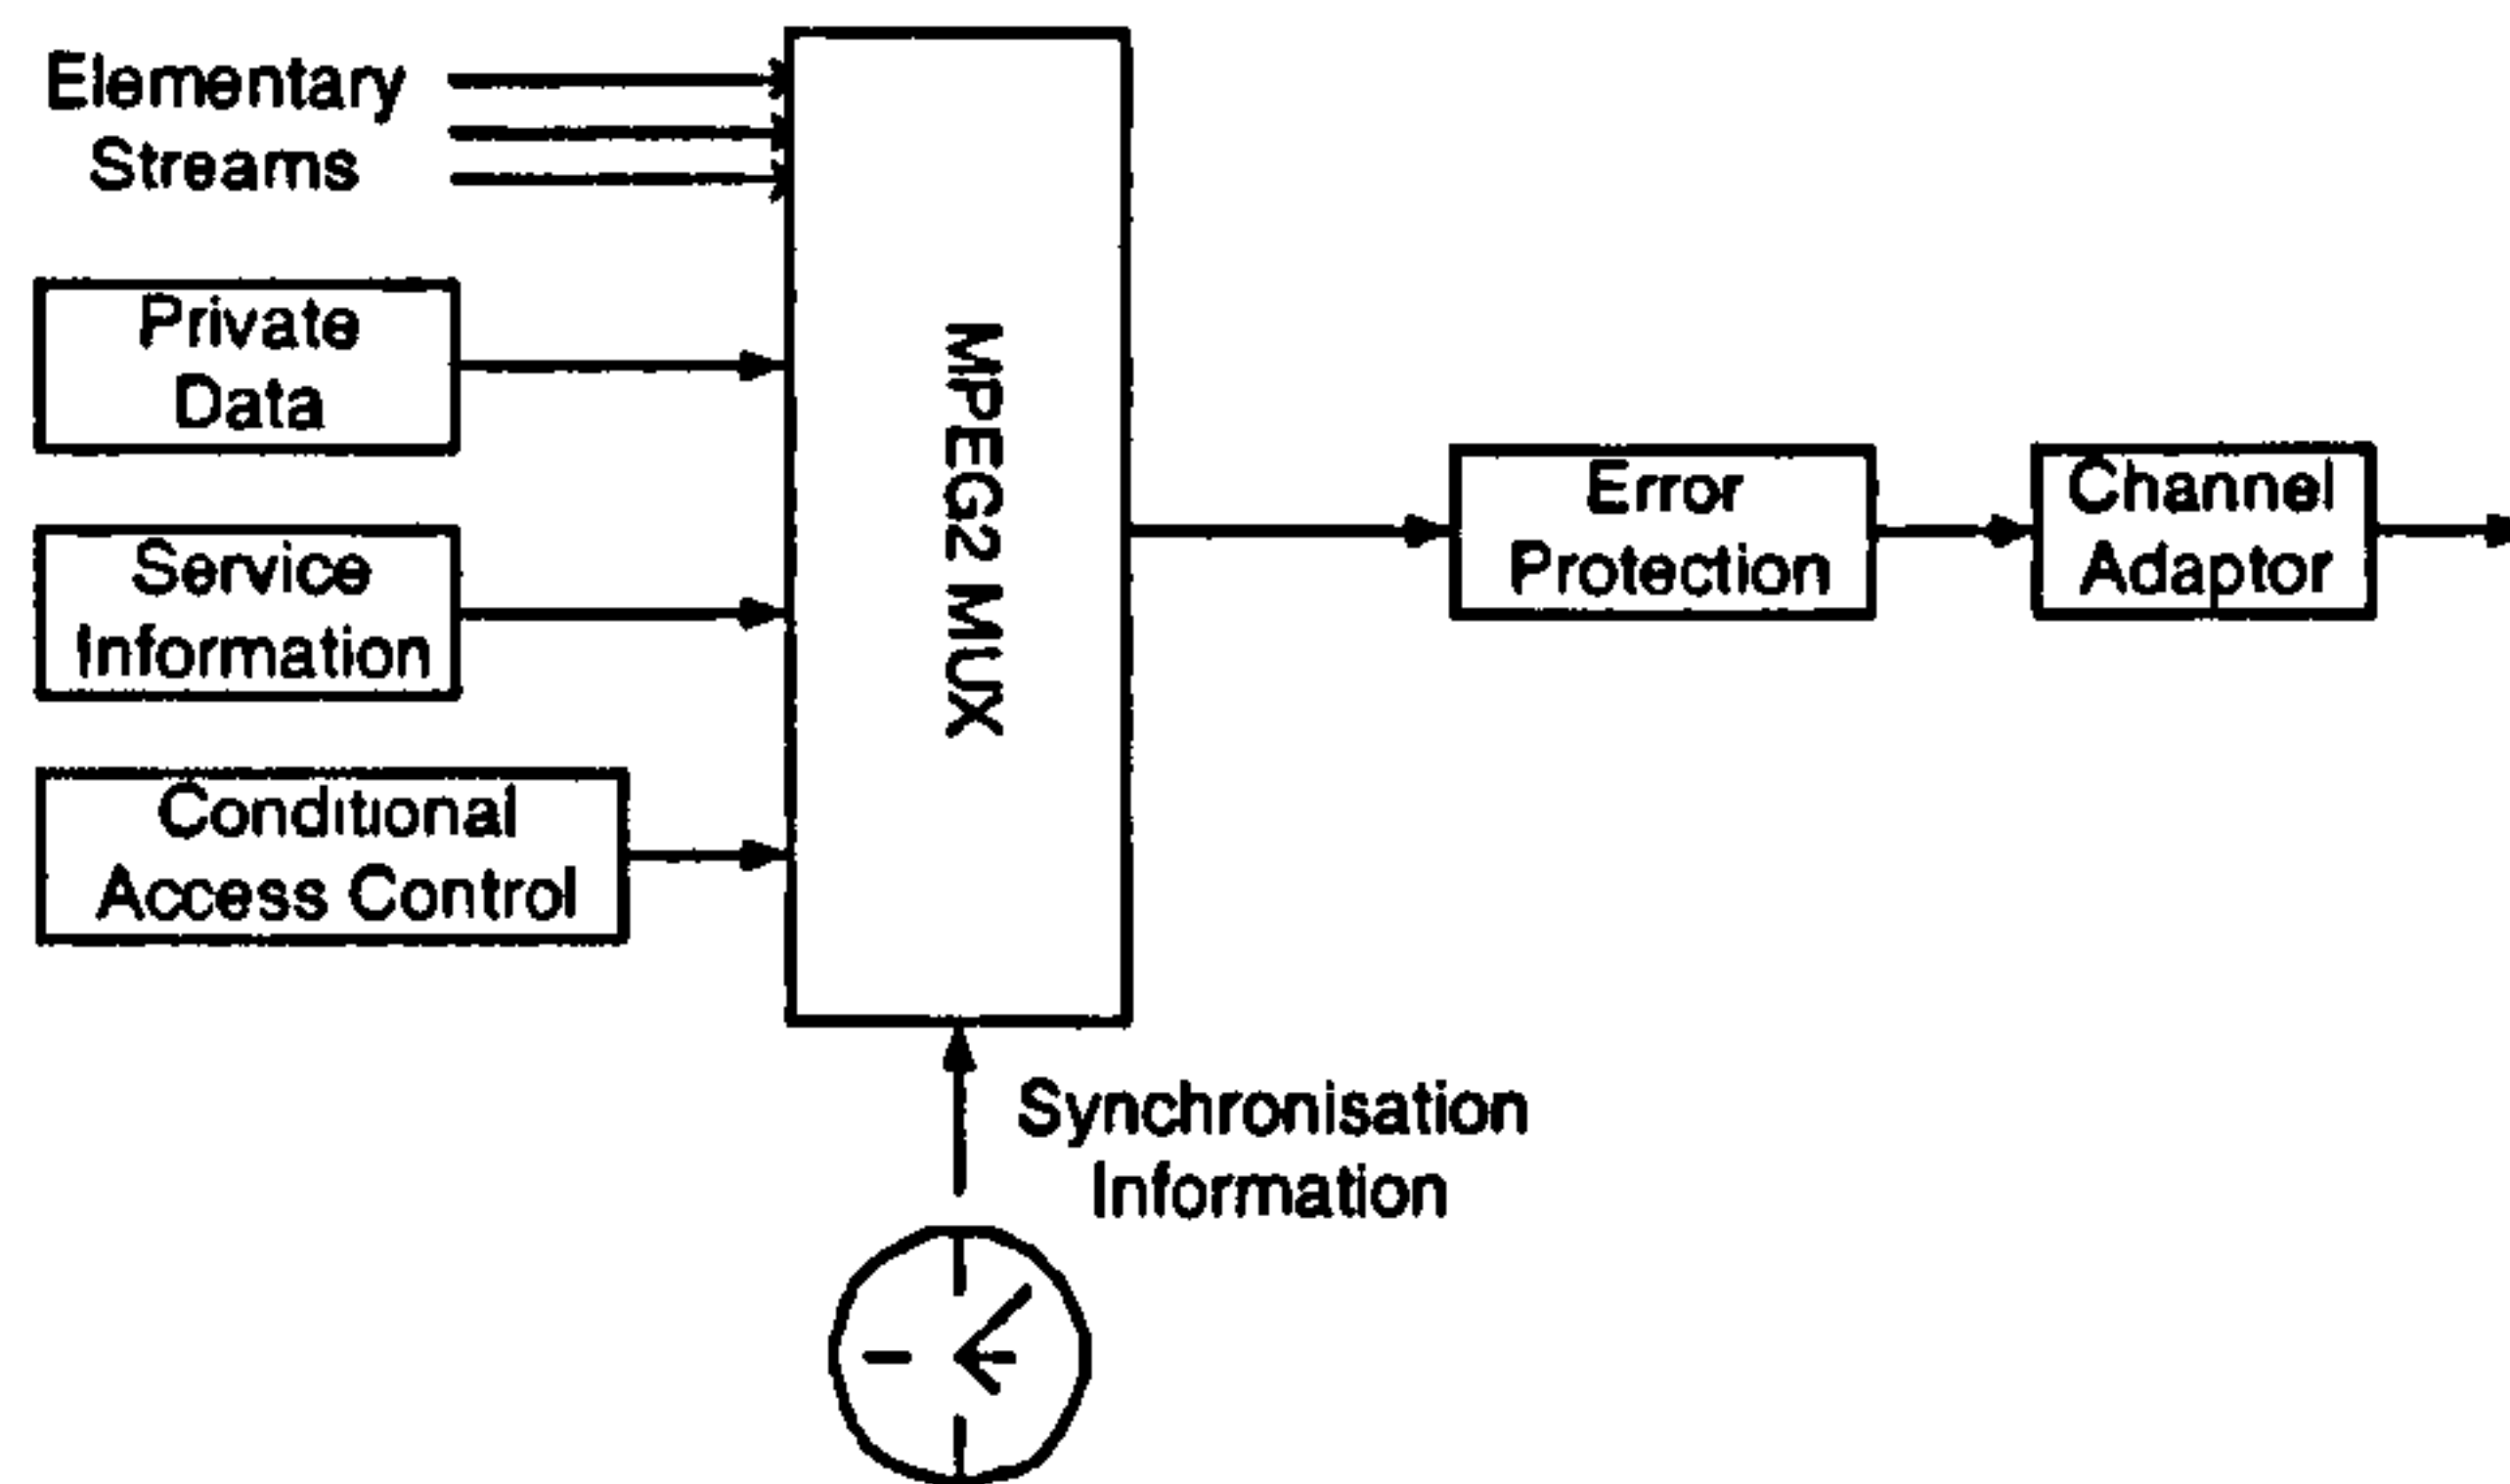 Elementary
Streams
Private
Data
Service
Information
Conditional
Access Control
MPEG2 MUX
Error
Protection
Channel
Adaptor
Synchronisation
Information